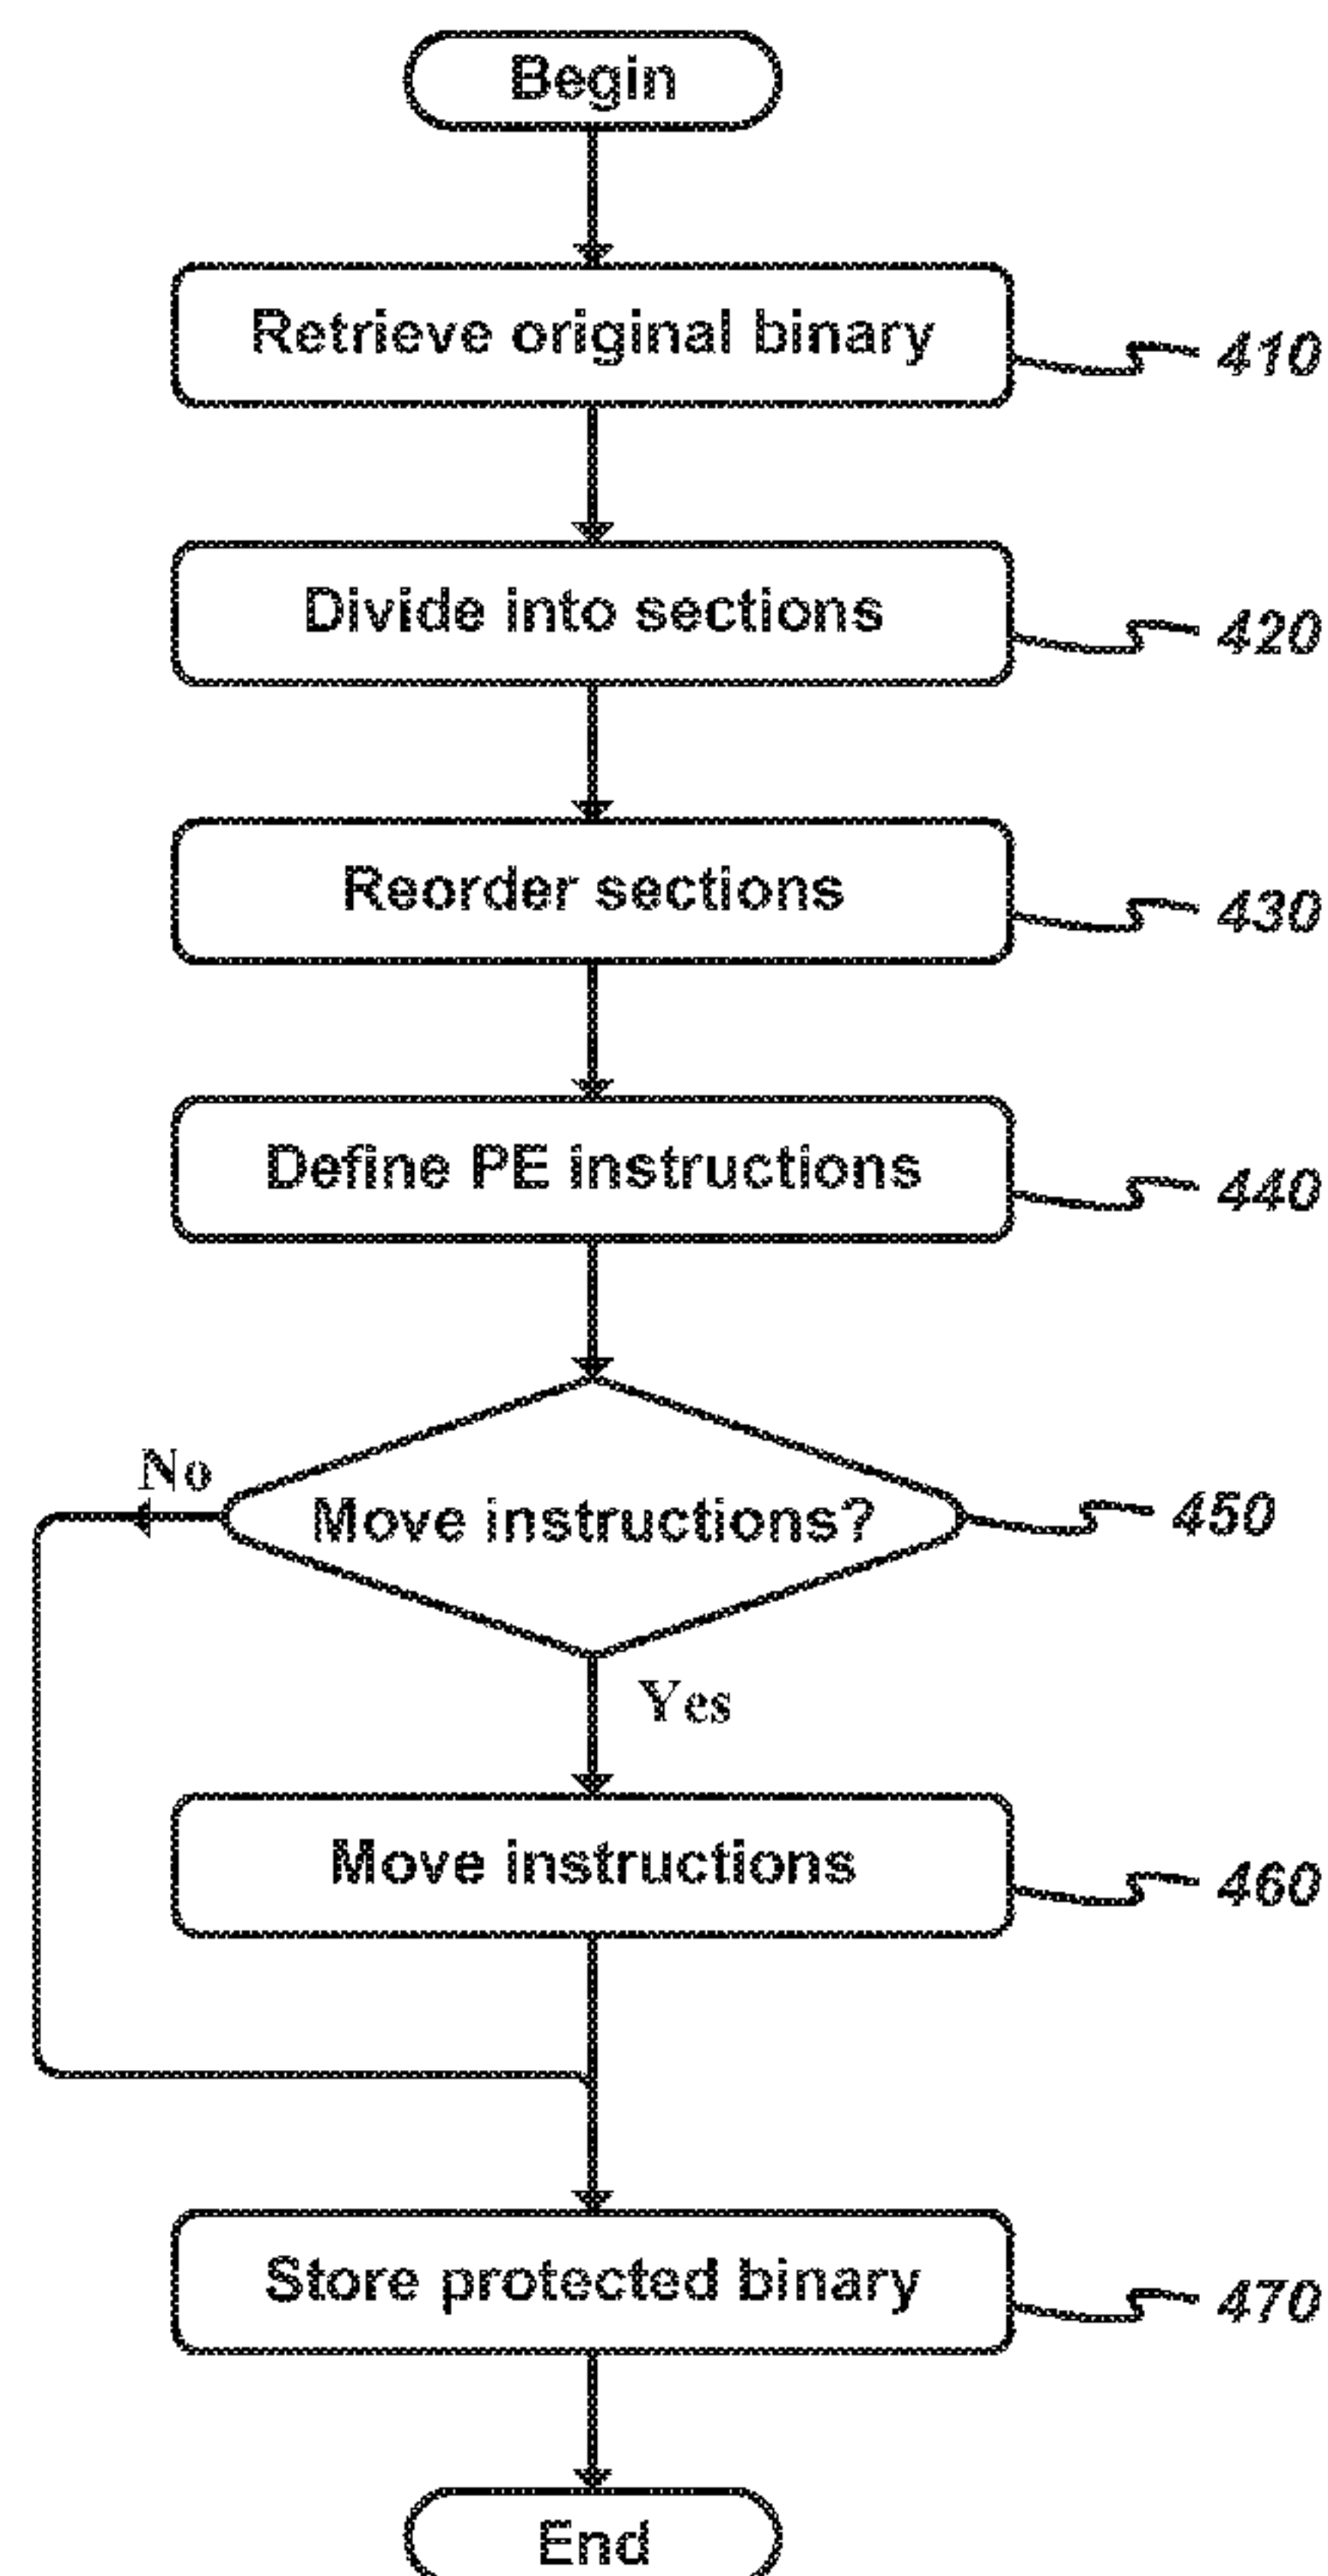 Begin
Retrieve original binary
410
Divide into sections
420
Reorder sections
430
Define PE instructions
440
No
Move instructions?
450
Yes
Move instructions
460
Store protected binary
470
End